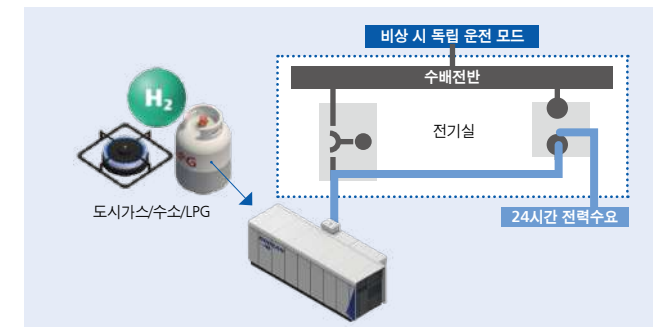 비상 시 독립 운전 모드
수배전반
H₂
전기실
G
도시가스/수소/LPG
24시간 전력수요